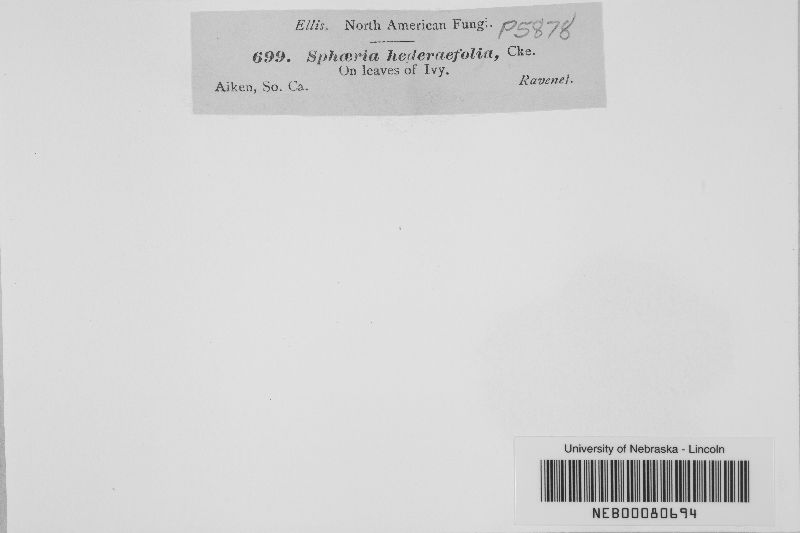 Ellis. North American Fungi. P5878
699. Sphæria hederaefolia, Cke.
On leaves of Ivy.
Aiken, So. Ca. Ravenel.
University of Nebraska - Lincoln
NEB00080694